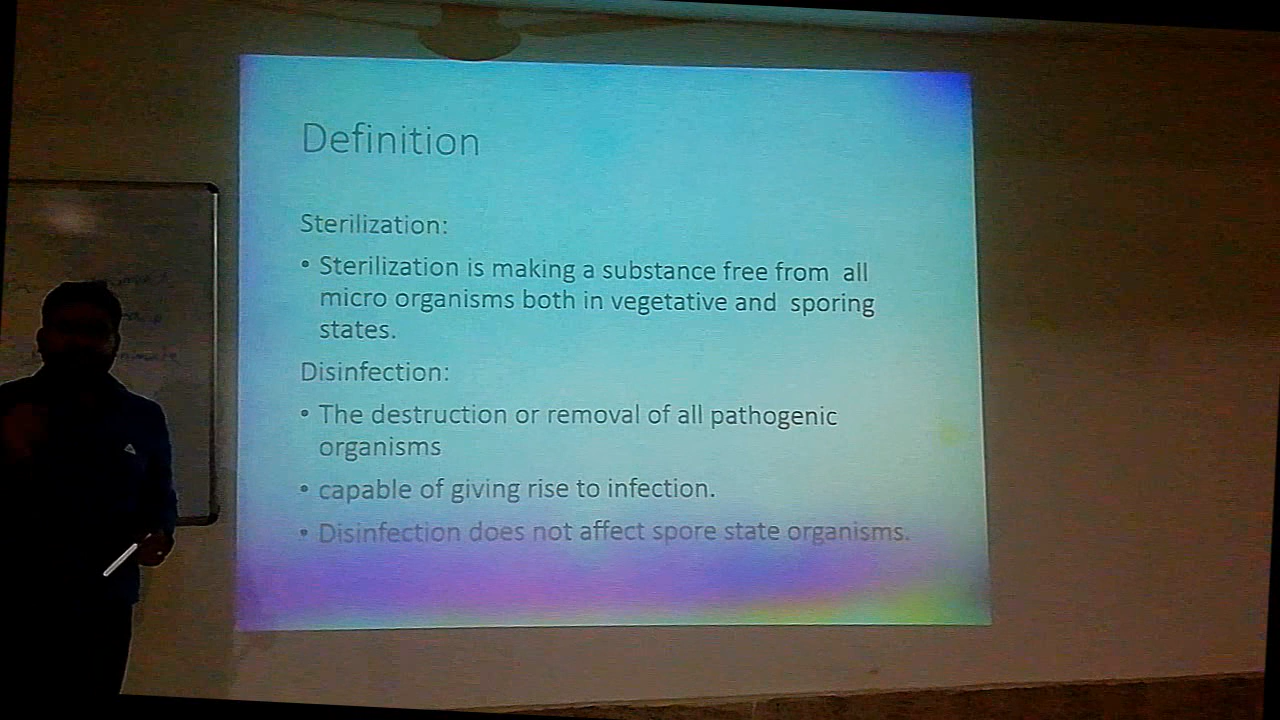 Definition
Sterilization:
• Sterilization is making a substance free from all
micro organisms both in vegetative and sporing
states.
Disinfection:
• The destruction or removal of all pathogenic
organisms
• capable of giving rise to infection.
• Disinfection does not affect spore state organisms.